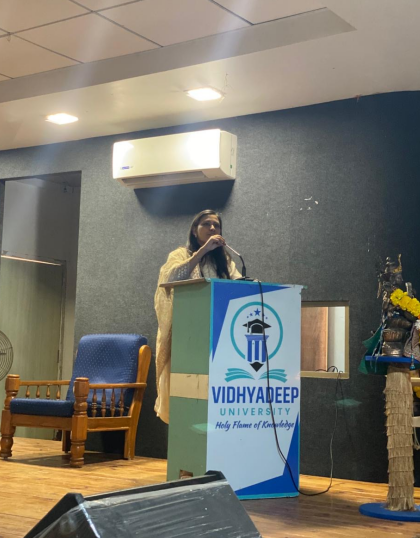 VIDHYADEEP
UNIVERSITY
Holy Flame of Knowledge